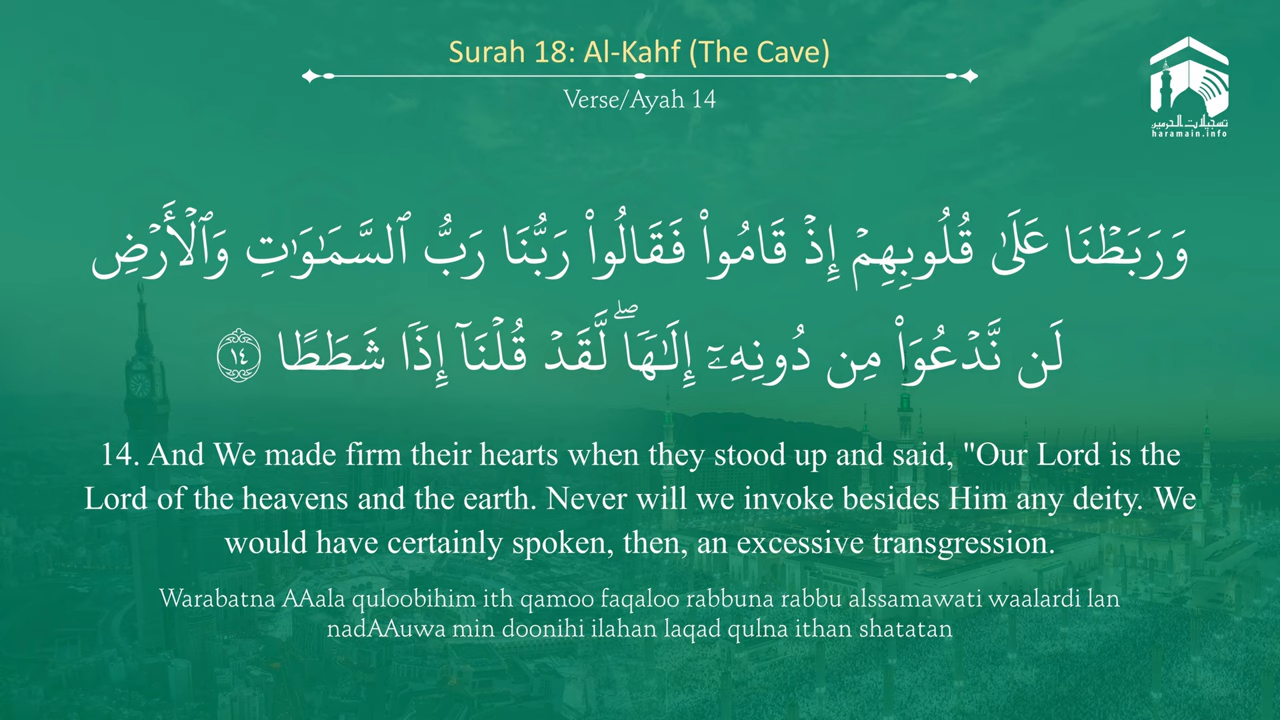 Surah 18: Al-Kahf (The Cave)
Verse/Ayah 14
تسجيلات الحرمين
haramain.info
وَرَبَطْنَا عَلَىٰ قُلُوبِهِمْ إِذْ قَامُوا۟ فَقَالُوا۟ رَبُّنَا رَبُّ ٱلسَّمَـٰوَٰتِ وَٱلْأَرْضِ
لَن نَّدْعُوَا۟ مِن دُونِهِۦٓ إِلَـٰهًا ۖ لَّقَدْ قُلْنَآ إِذًا شَطَطًا ١٤
14. And We made firm their hearts when they stood up and said, "Our Lord is the
Lord of the heavens and the earth. Never will we invoke besides Him any deity. We
would have certainly spoken, then, an excessive transgression.
Warabatna AAala quloobihim ith qamoo faqaloo rabbuna rabbu alssamawati waalardi lan
nadAAuwa min doonihi ilahan laqad qulna ithan shatatan